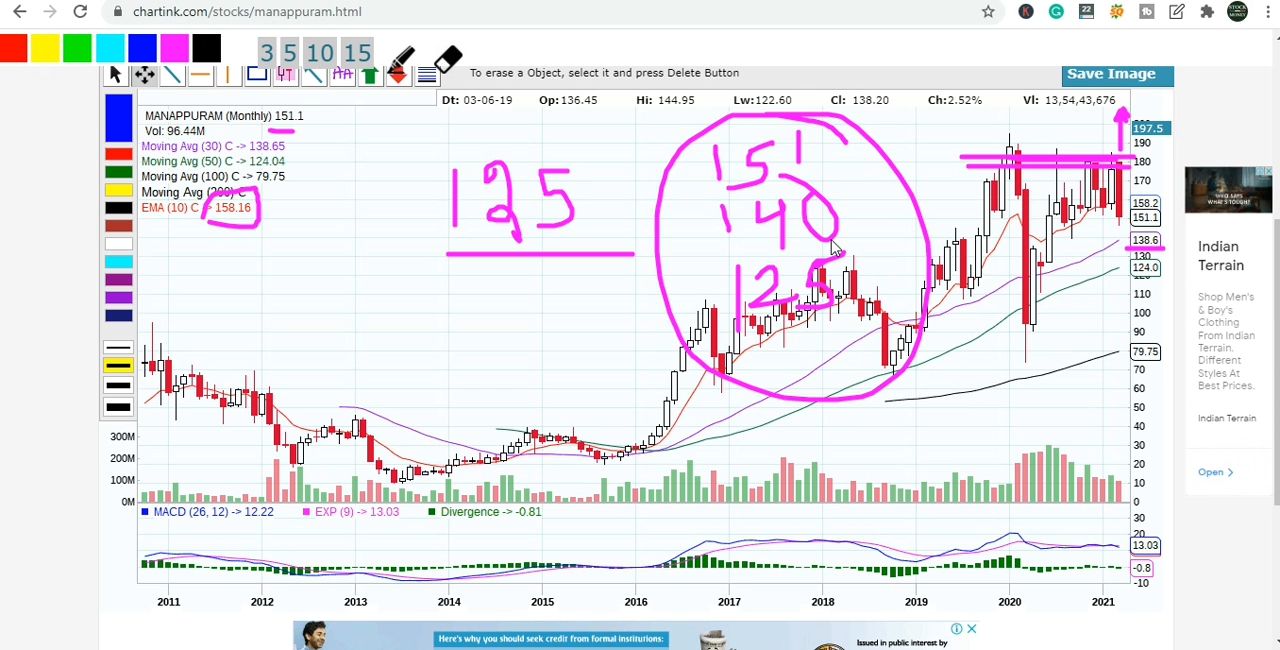 chartink.com/stocks/manappuram.html
22
3 5 10 15
To erase a Object, select it and press Delete Button
Save Image
Dt: 03-06-19 Op:136.45 Hi: 144.95 Lw:122.60 Cl: 138.20 Ch:2.52% Vl: 13,54,43,676
MANAPPURAM (Monthly) 151.1
Vol: 96.44M
Moving Avg (30) C -> 138.65
Moving Avg (50) C -> 124.04
Moving Avg (100) C -> 79.75
Moving Avg (200) C
EMA (10) C -> 158.16
125
151
140
125
197.5
190
180
170
158.2
151.1
138.6
130
124.0
110
100
90
79.75
70
60
50
40
30
20
10
0
300M
200M
100M
0M
MACD (26, 12) -> 12.22 EXP (9) -> 13.03 Divergence -> -0.81
30
20
13.03
-0.8
-10
2011 2012 2013 2014 2015 2016 2017 2018 2019 2020 2021
Indian
Terrain
Shop Men's
& Boy's
Clothing
From Indian
Terrain.
Different
Styles At
Best Prices.
Indian Terrain
Open >
Here's why you should seek credit from formal institutions:
Issued in public interest by